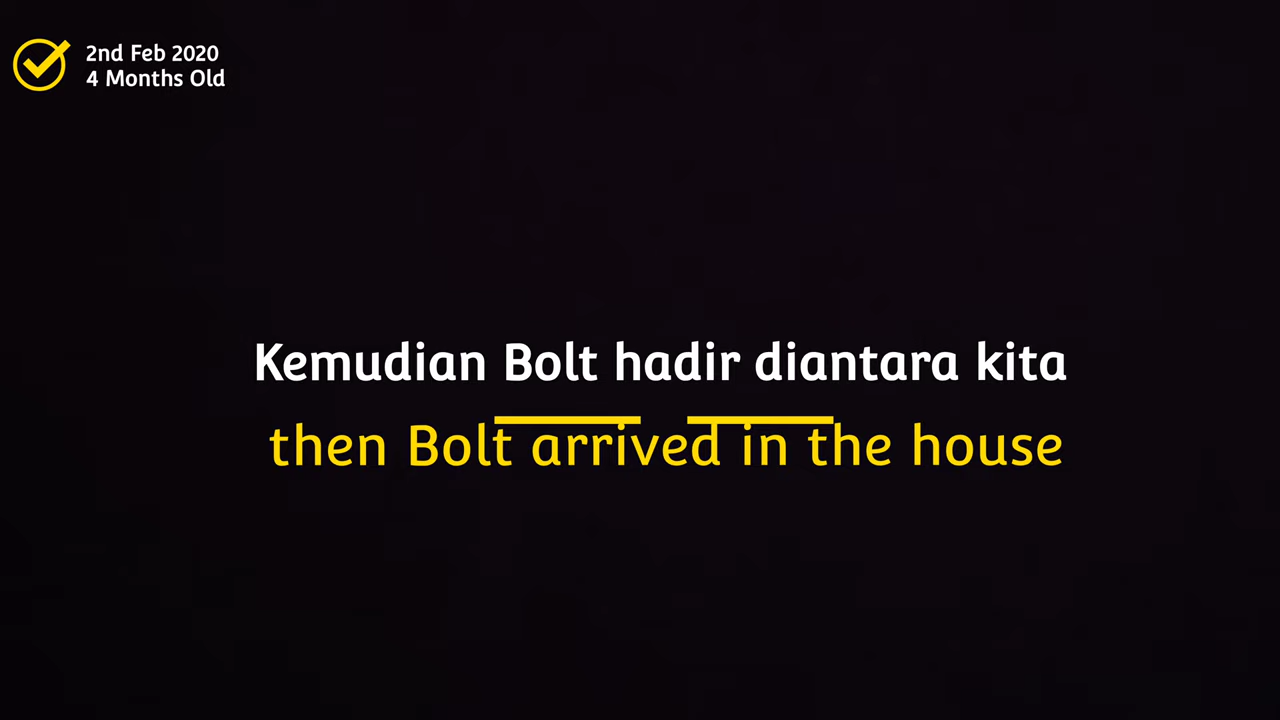 2nd Feb 2020
4 Months Old
Kemudian Bolt hadir diantara kita
then Bolt arrived in the house